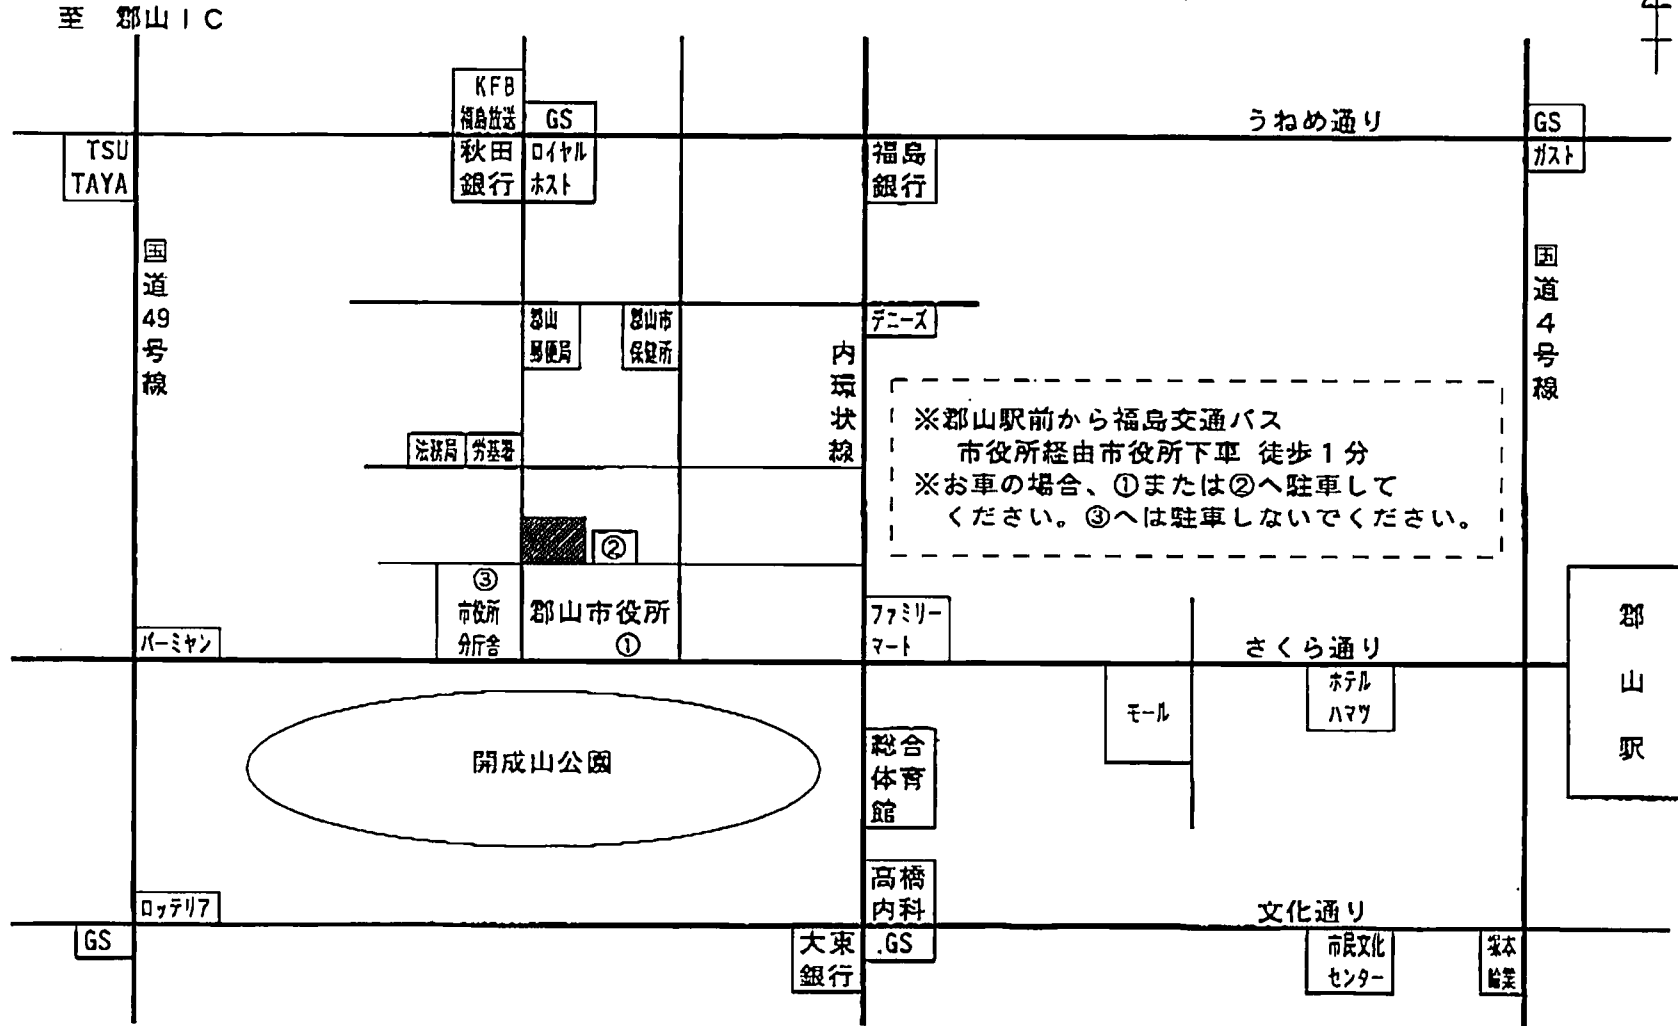 至 郡山IC
KFB
福島放送
GS
うねめ通り
GS
TSU
TAYA
秋田
銀行
ロイヤル
ホスト
福島
銀行
ガスト
国道49号線
国道4号線
郡山
郵便局
郡山市
保健所
デニーズ
内環状線
※郡山駅前から福島交通バス
市役所経由市役所下車 徒歩1分
※お車の場合、①または②へ駐車して
ください。③へは駐車しないでください。
法務局
労基署
②
③
市役所
分庁舎
郡山市役所
①
ファミリー
マート
バーミヤン
さくら通り
郡山駅
モール
ホテル
ハマツ
開成山公園
総合
体育
館
高橋
内科
ロッテリア
文化通り
GS
大東
銀行
.GS
市民文化
センター
塚本